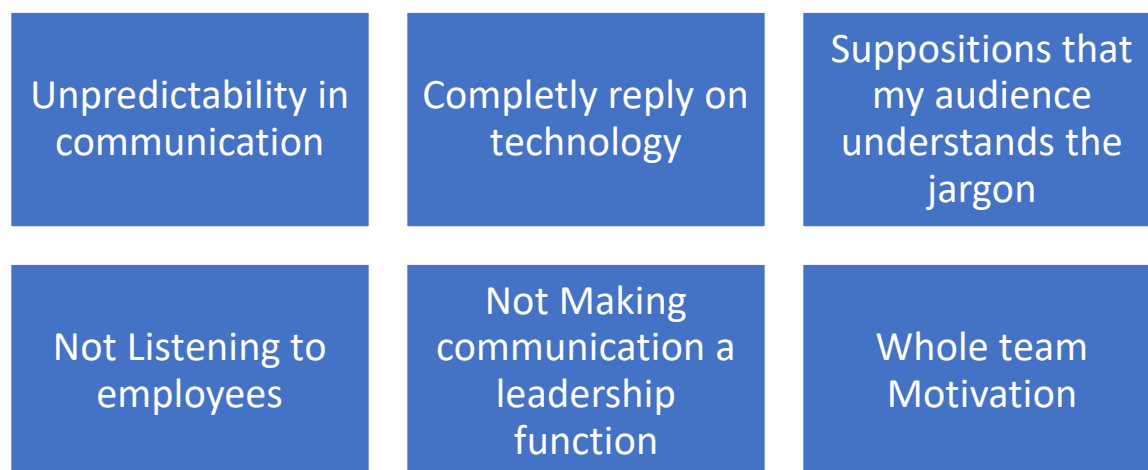 Unpredictability in
communication
Completly reply on
technology
Suppositions that
my audience
understands the
jargon
Not Listening to
employees
Not Making
communication a
leadership
function
Whole team
Motivation